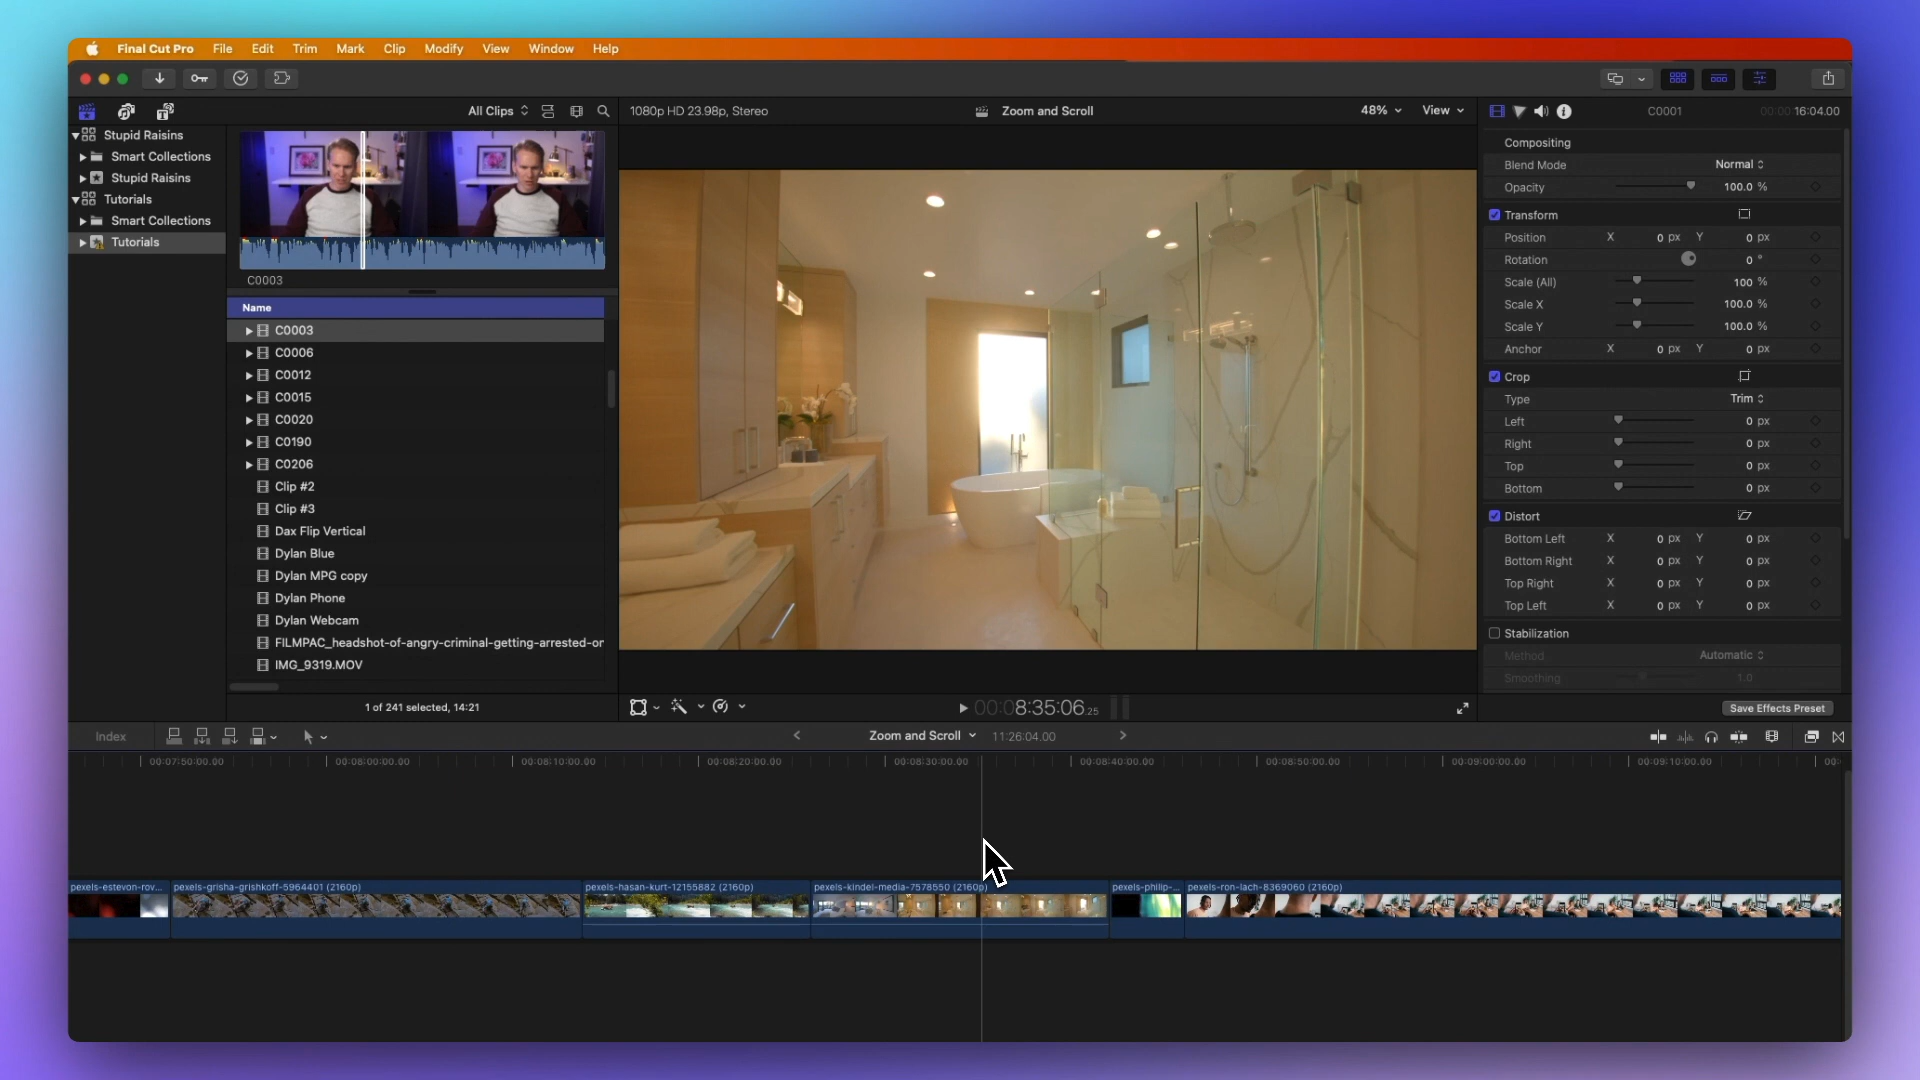 Final Cut Pro File Edit Trim Mark Clip Modify View Window Help
All Clips
1080p HD 23.98p, Stereo
Zoom and Scroll
48%
View
C0001
00:00:16:04.00
Stupid Raisins
Smart Collections
Stupid Raisins
Tutorials
Smart Collections
Tutorials
C0003
Name
C0003
C0006
C0012
C0015
C0020
C0190
C0206
Clip #2
Clip #3
Dax Flip Vertical
Dylan Blue
Dylan MPG copy
Dylan Phone
Dylan Webcam
FILMPAC_headshot-of-angry-criminal-getting-arrested-or
IMG_9319.MOV
1 of 241 selected, 14:21
00:08:35:06.25
Compositing
Blend Mode Normal
Opacity 100.0 %
Transform
Position X 0 px Y 0 px
Rotation 0 °
Scale (All) 100 %
Scale X 100.0 %
Scale Y 100.0 %
Anchor X 0 px Y 0 px
Crop
Type Trim
Left 0 px
Right 0 px
Top 0 px
Bottom 0 px
Distort
Bottom Left X 0 px Y 0 px
Bottom Right X 0 px Y 0 px
Top Right X 0 px Y 0 px
Top Left X 0 px Y 0 px
Stabilization
Method Automatic
Smoothing 1.0
Save Effects Preset
Index
Zoom and Scroll
11:26:04.00
00:07:50:00.00 00:08:00:00.00 00:08:10:00.00 00:08:20:00.00 00:08:30:00.00 00:08:40:00.00 00:08:50:00.00 00:09:00:00.00 00:09:10:00.00 00:
pexels-estevon-rov... pexels-grisha-grishkoff-5964401 (2160p) pexels-hasan-kurt-12155882 (2160p) pexels-kindel-media-7578550 (2160p) pexels-philip-... pexels-ron-lach-8369060 (2160p)